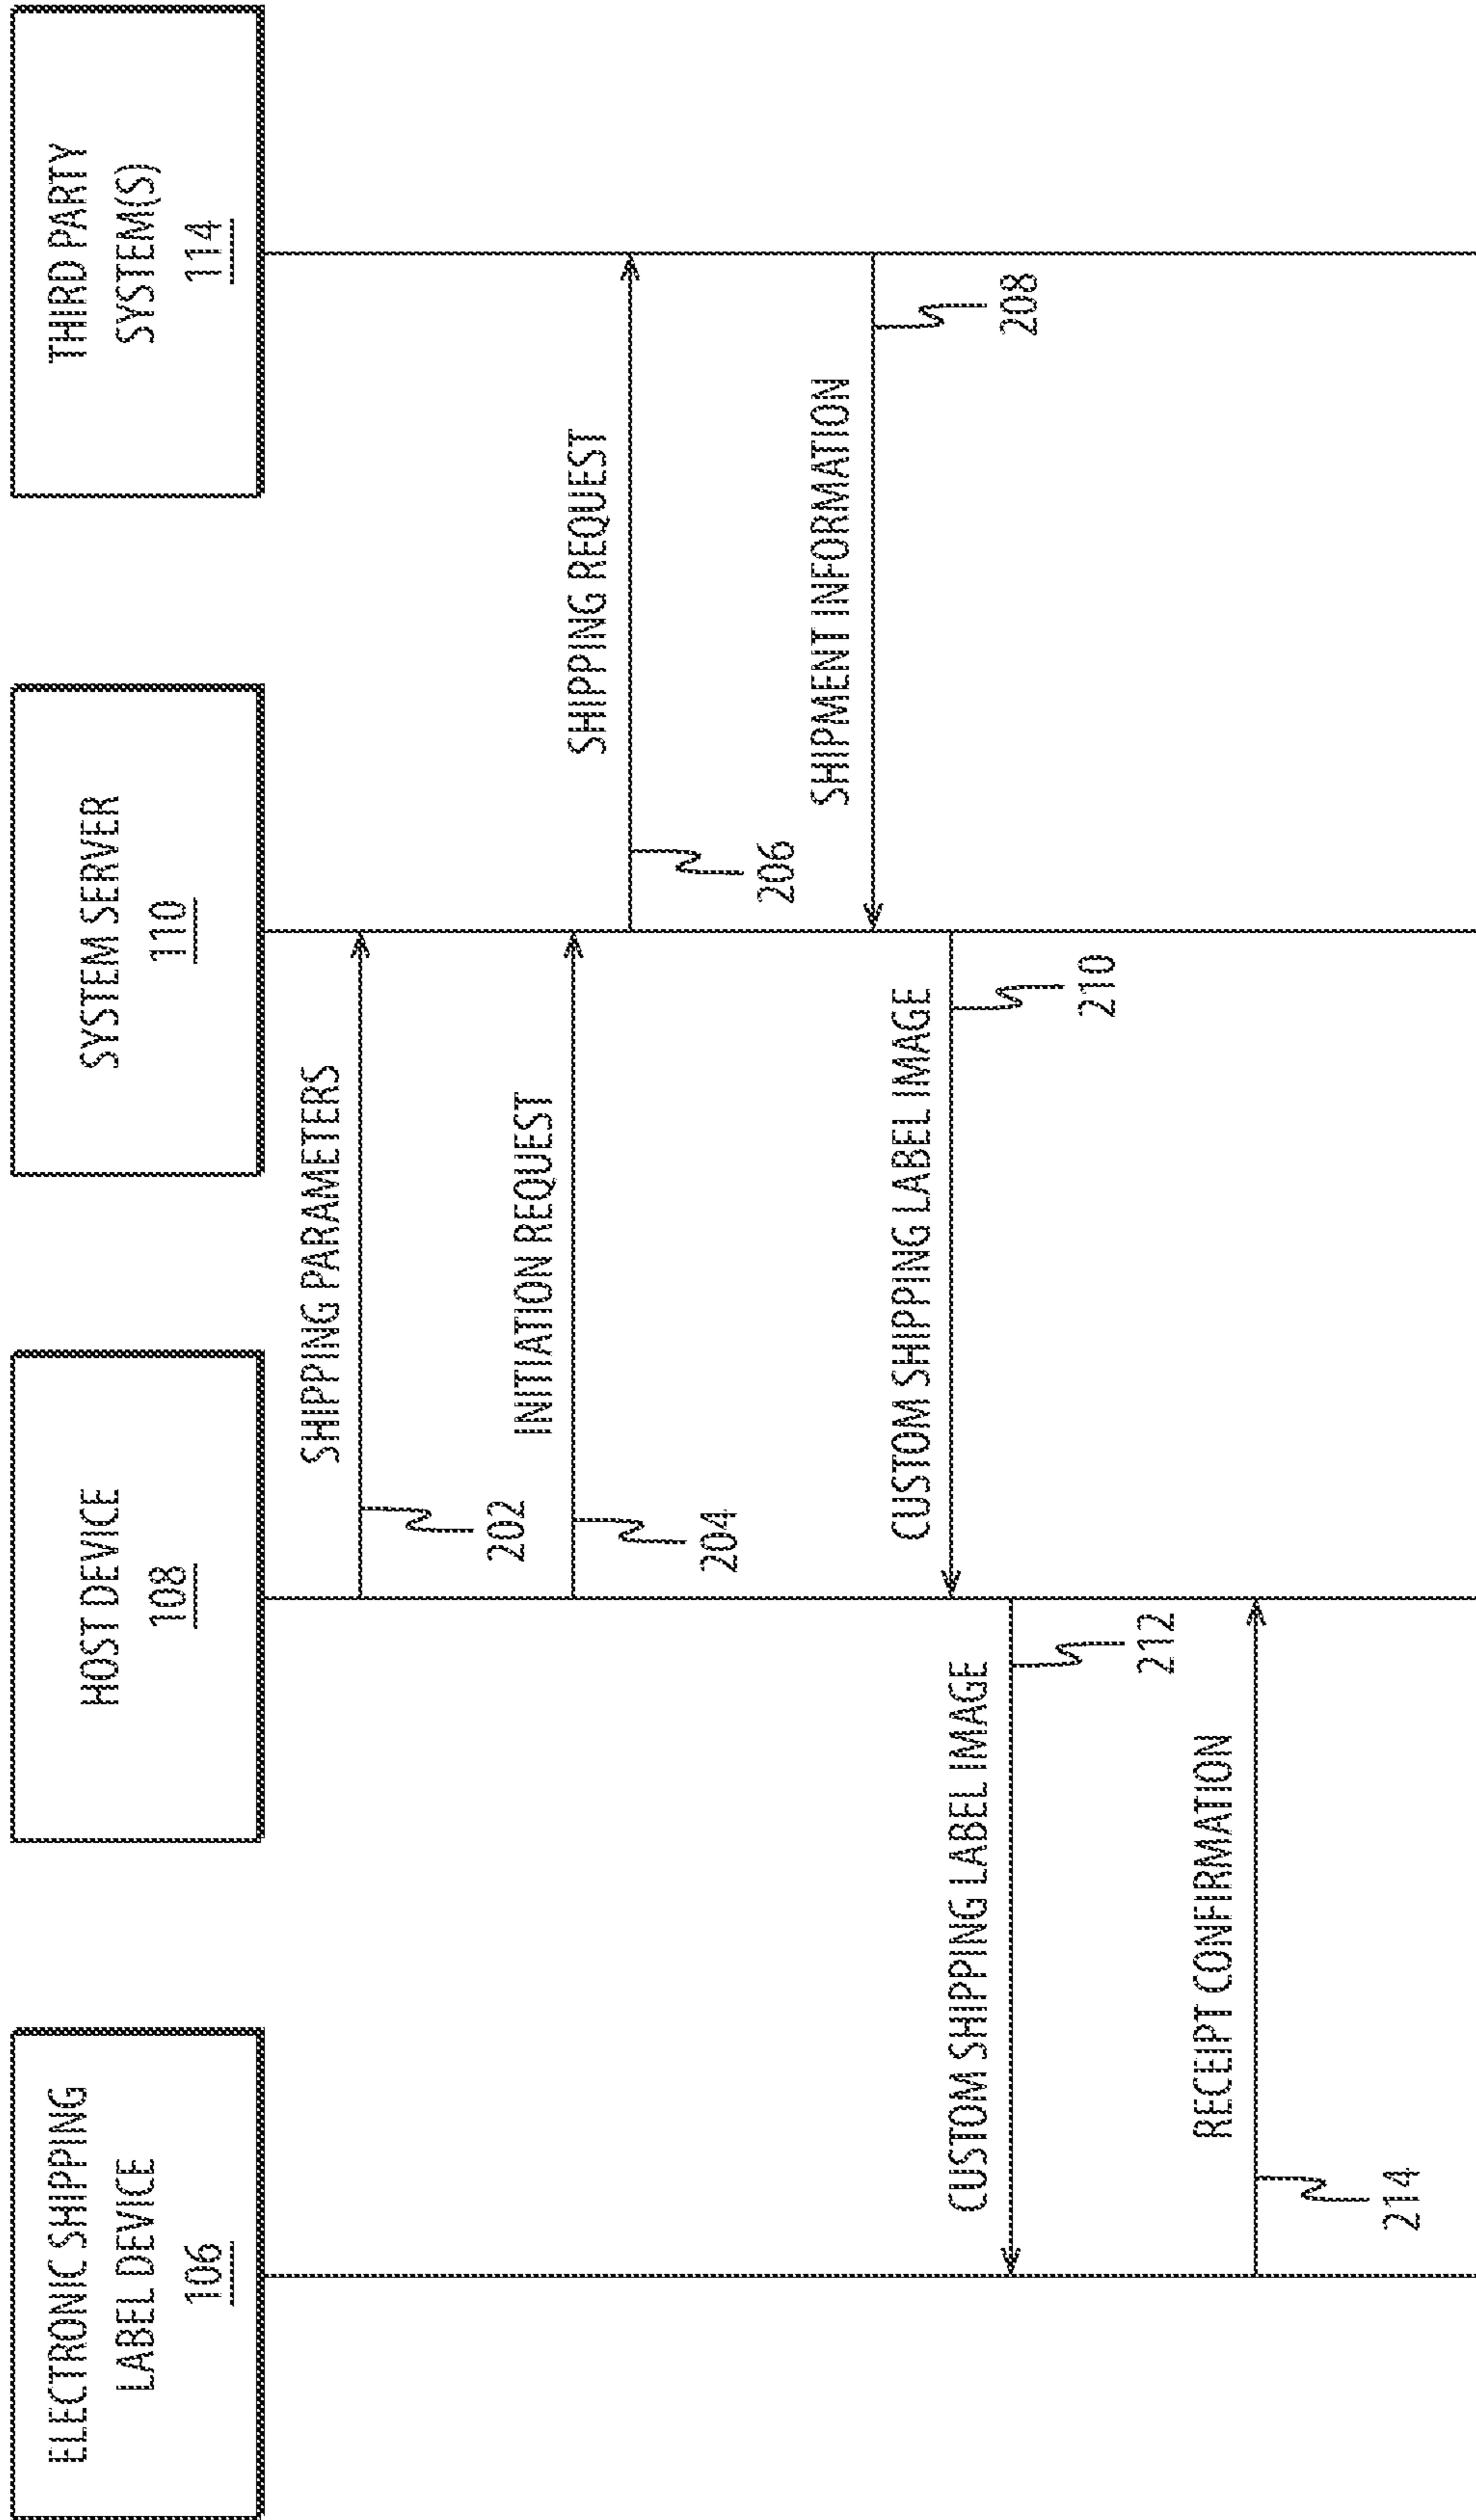 ELECTRONIC SHIPPING
LABEL DEVICE
106
HOST DEVICE
108
SYSTEM SERVER
110
THIRD PARTY
SYSTEM(S)
114
SHIPPING PARAMETERS
202
INITIATION REQUEST
204
SHIPPING REQUEST
206
SHIPMENT INFORMATION
208
CUSTOM SHIPPING LABEL IMAGE
210
CUSTOM SHIPPING LABEL IMAGE
212
RECEIPT CONFIRMATION
214